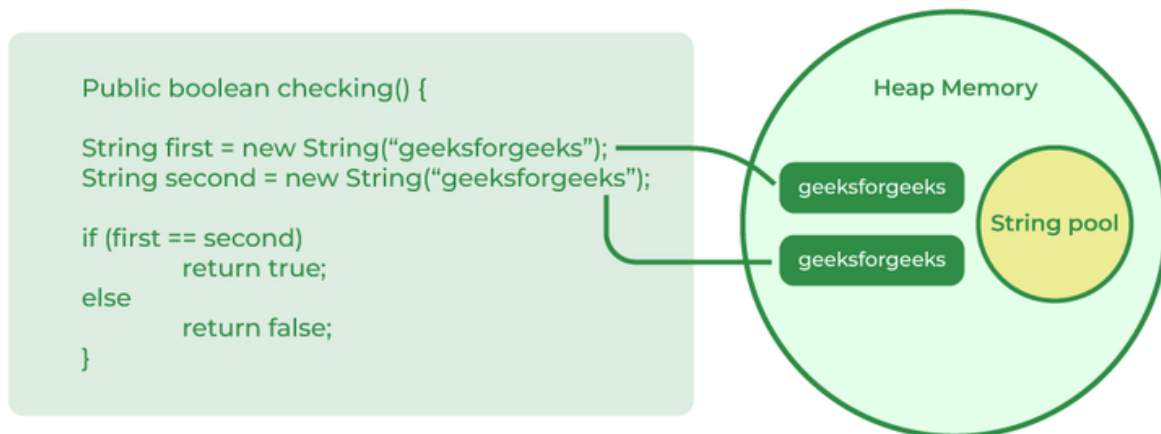 Public boolean checking() {
String first = new String(“geeksforgeeks”);
String second = new String(“geeksforgeeks”);
if (first == second)
return true;
else
return false;
}
Heap Memory
geeksforgeeks
geeksforgeeks
String pool